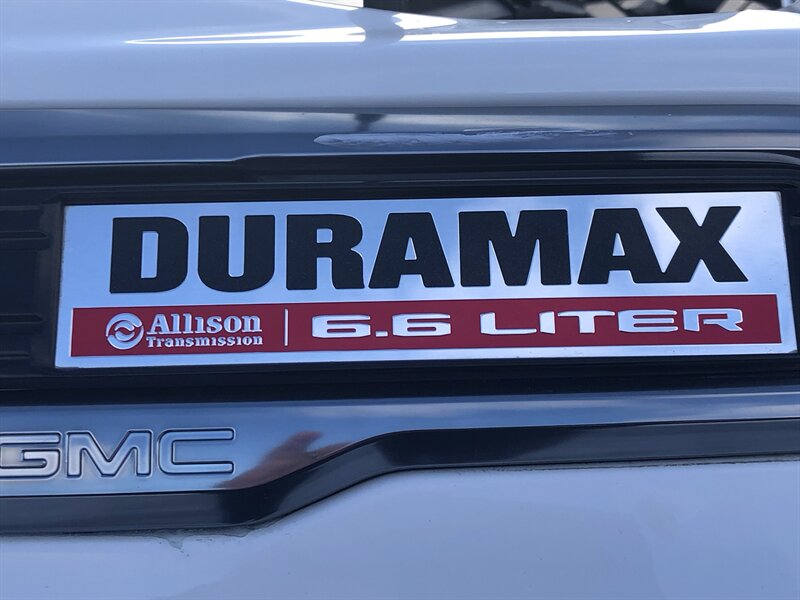 DURAMAX
Allison Transmission 6.6 LITER
GMC